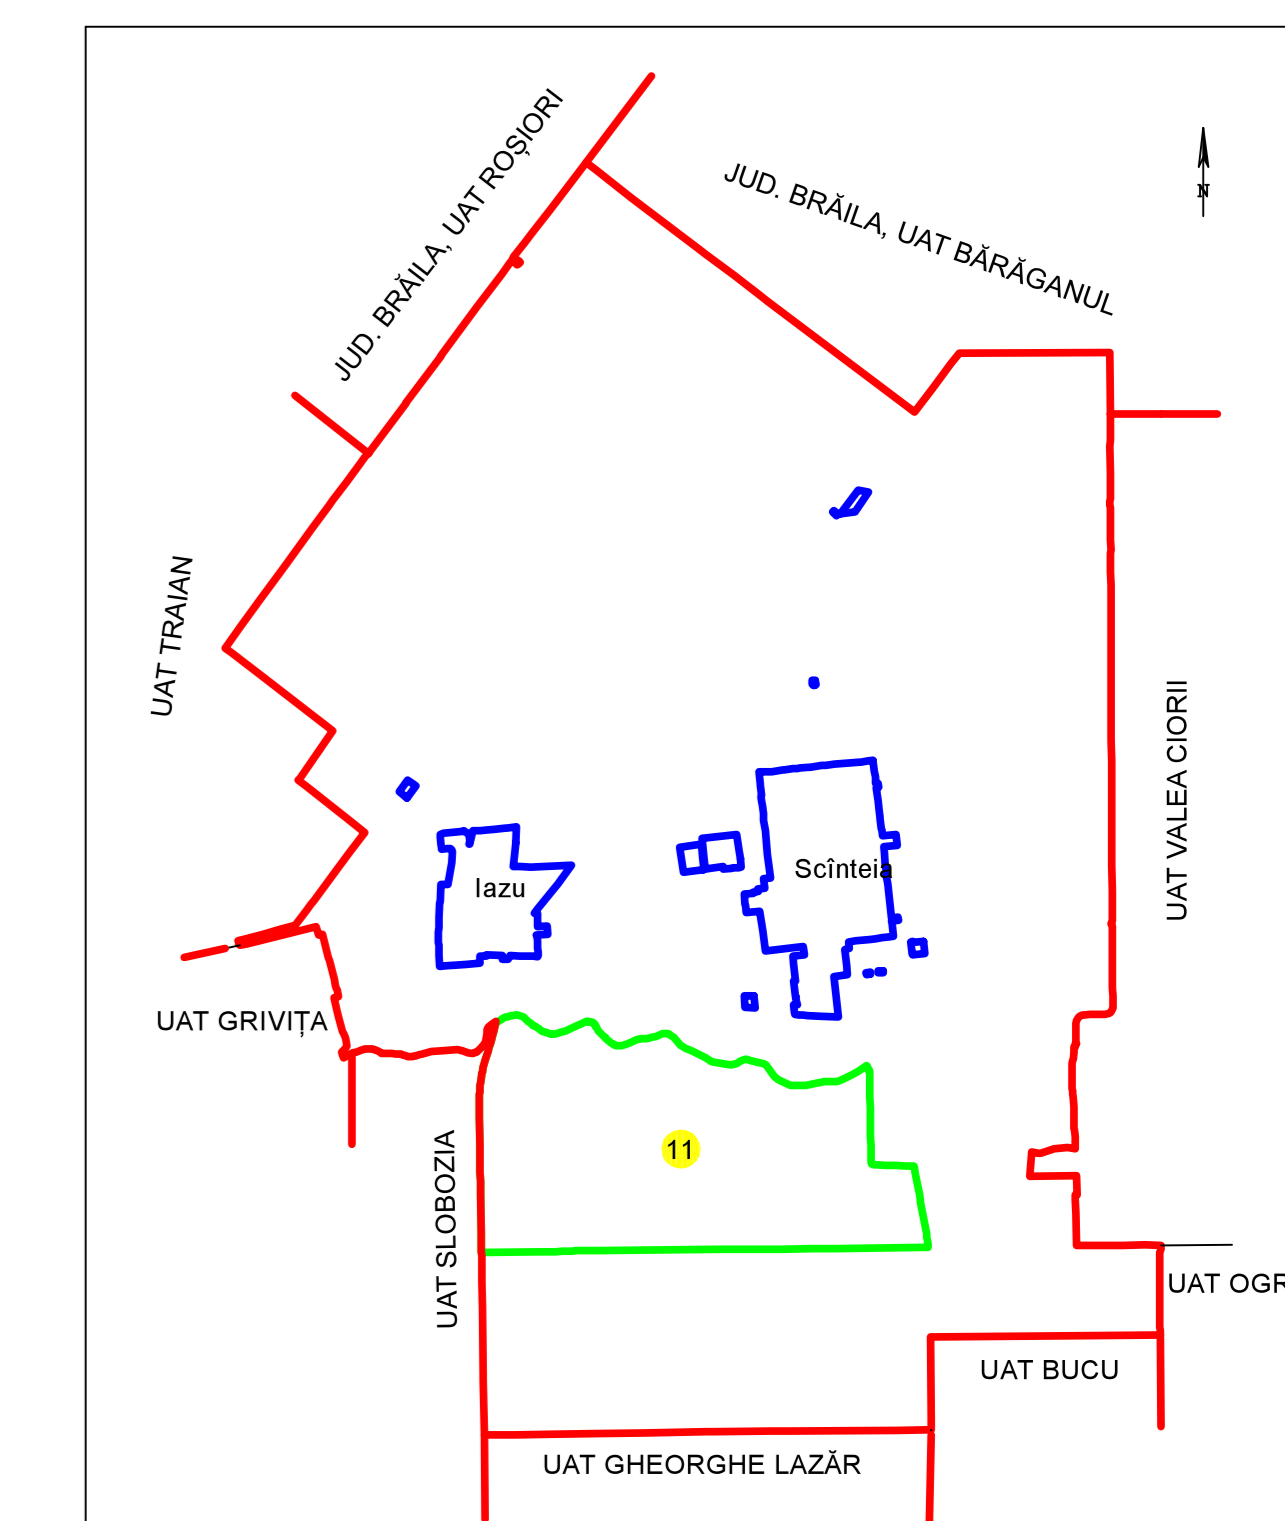 JUD. BRĂILA, UAT ROȘIORI
JUD. BRĂILA, UAT BĂRĂGANUL
N
UAT TRAIAN
UAT VALEA CIORII
Scînteia
Iazu
UAT GRIVIȚA
11
UAT SLOBOZIA
UAT OGR
UAT BUCU
UAT GHEORGHE LAZĂR